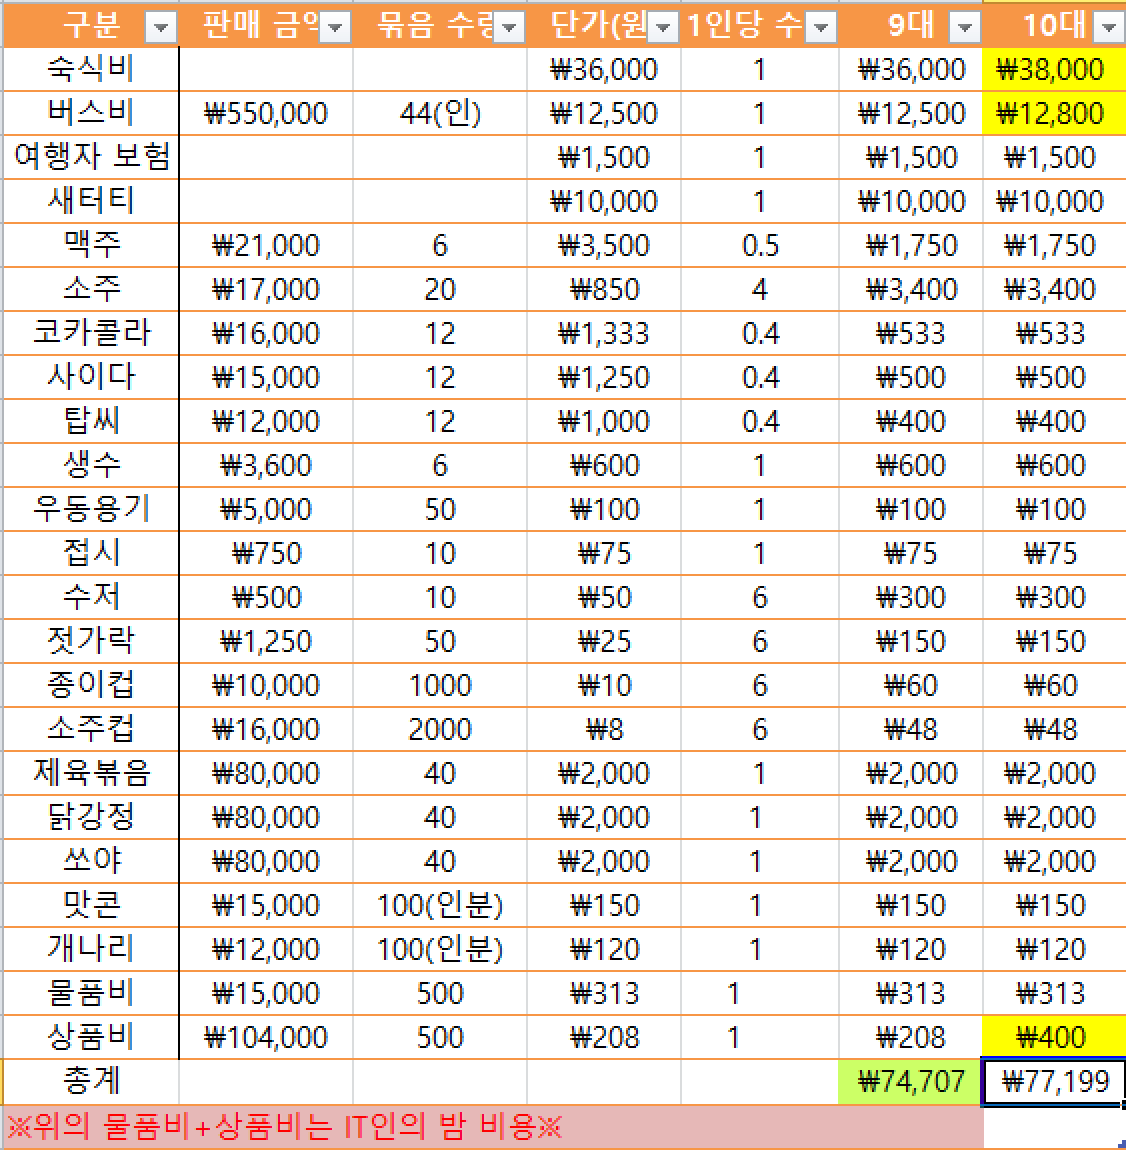 구분 판매 금액 묶음 수량 단가(원 1인당 수 9대 10대
숙식비 ₩36,000 1 ₩36,000 ₩38,000
버스비 ₩550,000 44(인) ₩12,500 1 ₩12,500 ₩12,800
여행자 보험 ₩1,500 1 ₩1,500 ₩1,500
새터티 ₩10,000 1 ₩10,000 ₩10,000
맥주 ₩21,000 6 ₩3,500 0.5 ₩1,750 ₩1,750
소주 ₩17,000 20 ₩850 4 ₩3,400 ₩3,400
코카콜라 ₩16,000 12 ₩1,333 0.4 ₩533 ₩533
사이다 ₩15,000 12 ₩1,250 0.4 ₩500 ₩500
탑씨 ₩12,000 12 ₩1,000 0.4 ₩400 ₩400
생수 ₩3,600 6 ₩600 1 ₩600 ₩600
우동용기 ₩5,000 50 ₩100 1 ₩100 ₩100
접시 ₩750 10 ₩75 1 ₩75 ₩75
수저 ₩500 10 ₩50 6 ₩300 ₩300
젓가락 ₩1,250 50 ₩25 6 ₩150 ₩150
종이컵 ₩10,000 1000 ₩10 6 ₩60 ₩60
소주컵 ₩16,000 2000 ₩8 6 ₩48 ₩48
제육볶음 ₩80,000 40 ₩2,000 1 ₩2,000 ₩2,000
닭강정 ₩80,000 40 ₩2,000 1 ₩2,000 ₩2,000
쏘야 ₩80,000 40 ₩2,000 1 ₩2,000 ₩2,000
맛콘 ₩15,000 100(인분) ₩150 1 ₩150 ₩150
개나리 ₩12,000 100(인분) ₩120 1 ₩120 ₩120
물품비 ₩15,000 500 ₩313 1 ₩313 ₩313
상품비 ₩104,000 500 ₩208 1 ₩208 ₩400
총계 ₩74,707 ₩77,199
※위의 물품비+상품비는 IT인의 밤 비용※